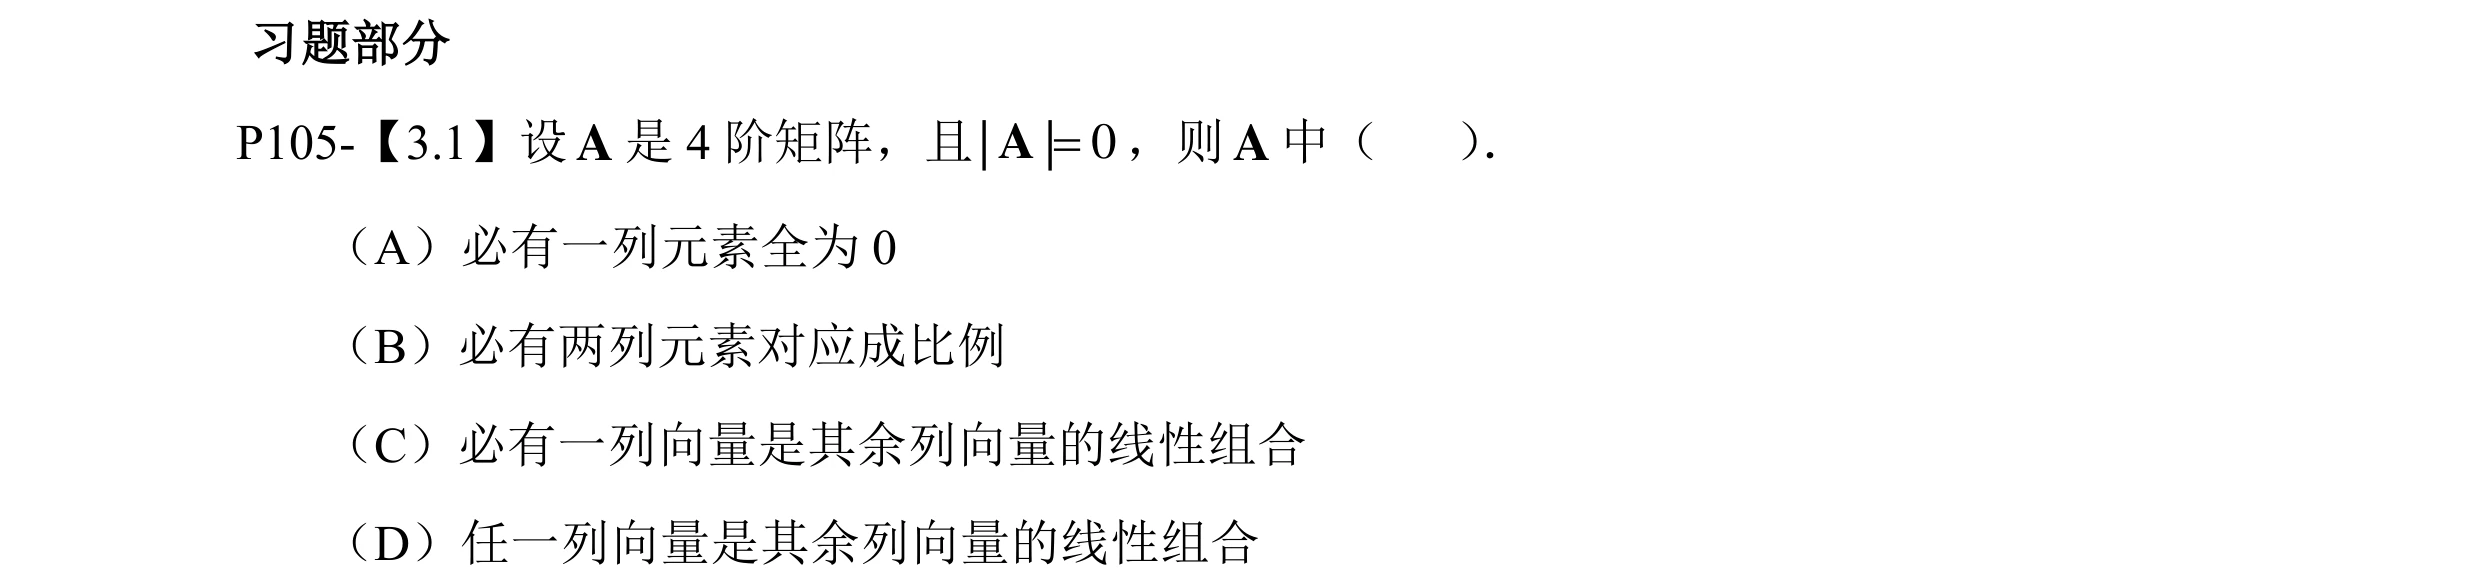 习题部分
P105-【3.1】设 A 是 4 阶矩阵，且|A|=0，则 A 中（　　）.
（A）必有一列元素全为 0
（B）必有两列元素对应成比例
（C）必有一列向量是其余列向量的线性组合
（D）任一列向量是其余列向量的线性组合